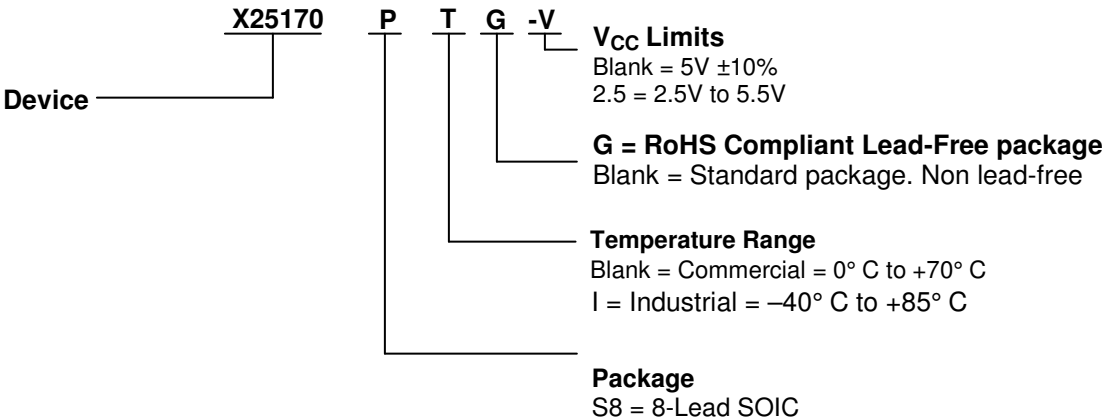 X25170 P T G -V
Device
VCC Limits
Blank = 5V ±10%
2.5 = 2.5V to 5.5V
G = RoHS Compliant Lead-Free package
Blank = Standard package. Non lead-free
Temperature Range
Blank = Commercial = 0° C to +70° C
I = Industrial = –40° C to +85° C
Package
S8 = 8-Lead SOIC